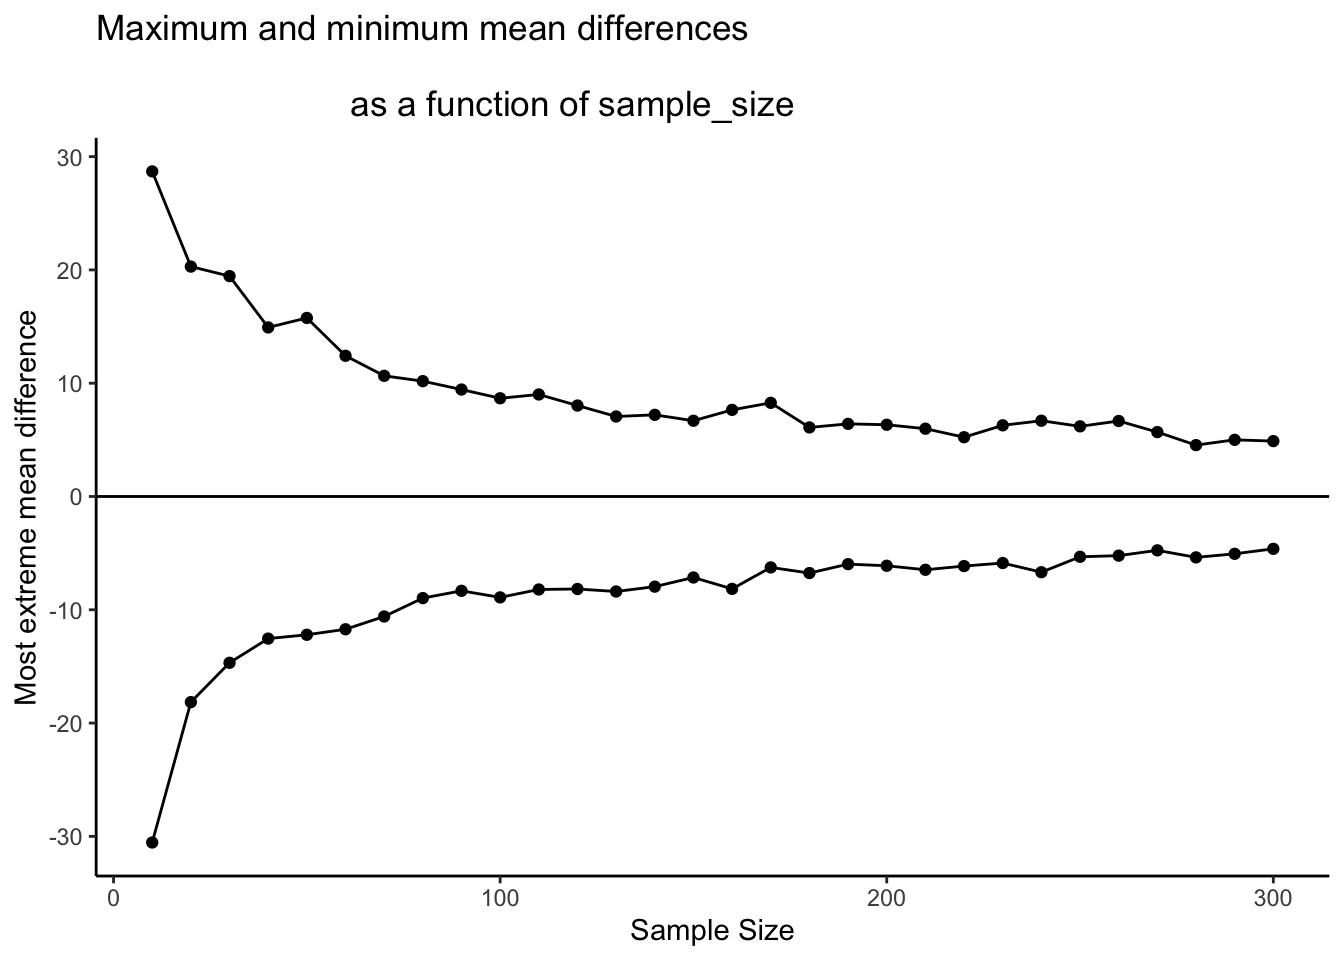 Maximum and minimum mean differences
as a function of sample_size
Most extreme mean difference
30
20
10
0
-10
-20
-30
0
100
200
300
Sample Size